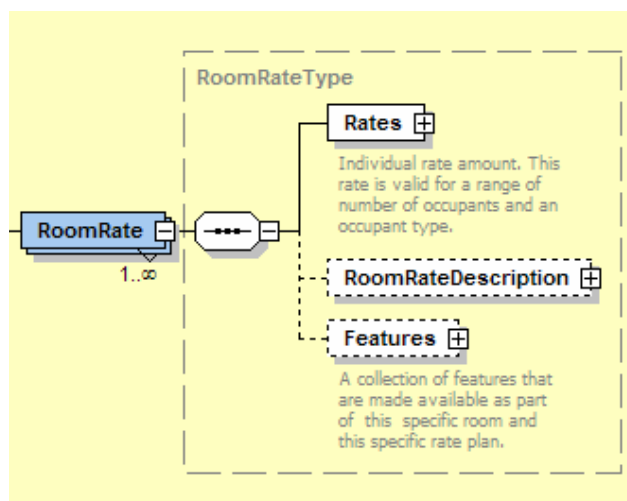 RoomRateType
Rates
Individual rate amount. This
rate is valid for a range of
number of occupants and an
occupant type.
RoomRate
1..∞
RoomRateDescription
Features
A collection of features that
are made available as part
of this specific room and
this specific rate plan.